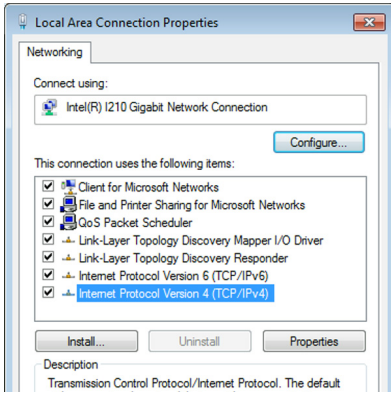 Local Area Connection Properties
Networking
Connect using:
Intel(R) I210 Gigabit Network Connection
Configure...
This connection uses the following items:
Client for Microsoft Networks
File and Printer Sharing for Microsoft Networks
QoS Packet Scheduler
Link-Layer Topology Discovery Mapper I/O Driver
Link-Layer Topology Discovery Responder
Internet Protocol Version 6 (TCP/IPv6)
Internet Protocol Version 4 (TCP/IPv4)
Install...
Uninstall
Properties
Description
Transmission Control Protocol/Internet Protocol. The default